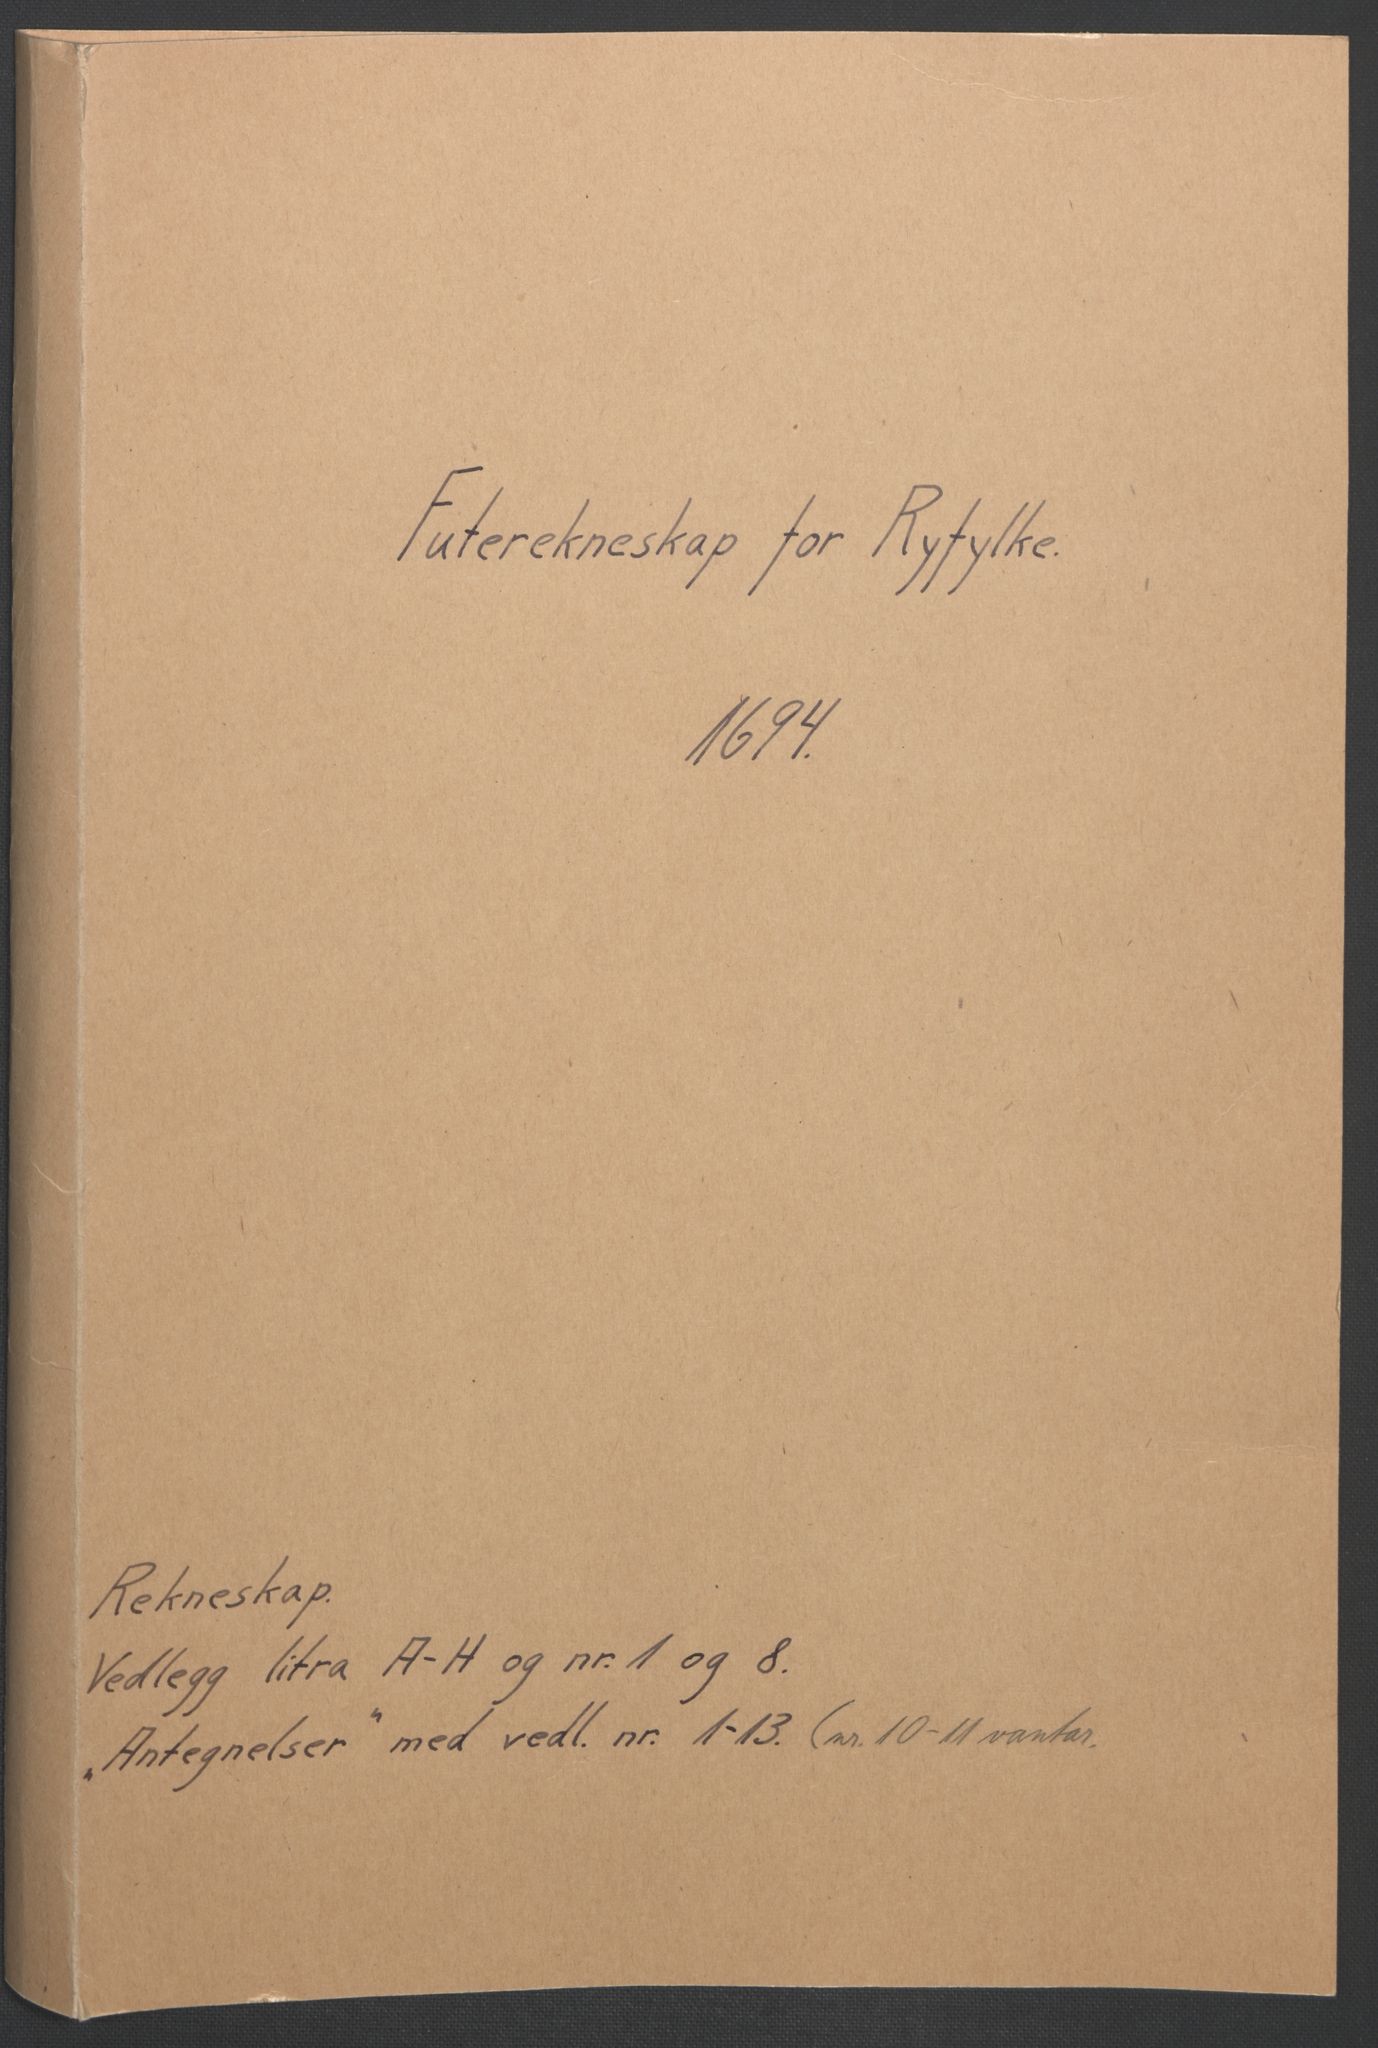 Futerekneskap for Ryfylke.
1694.
Rekneskap.
Vedlegg litra A-H og nr. 1 og 8.
„Antegnelser" med vedl. nr. 1-13. (nr. 10-11 vantar.